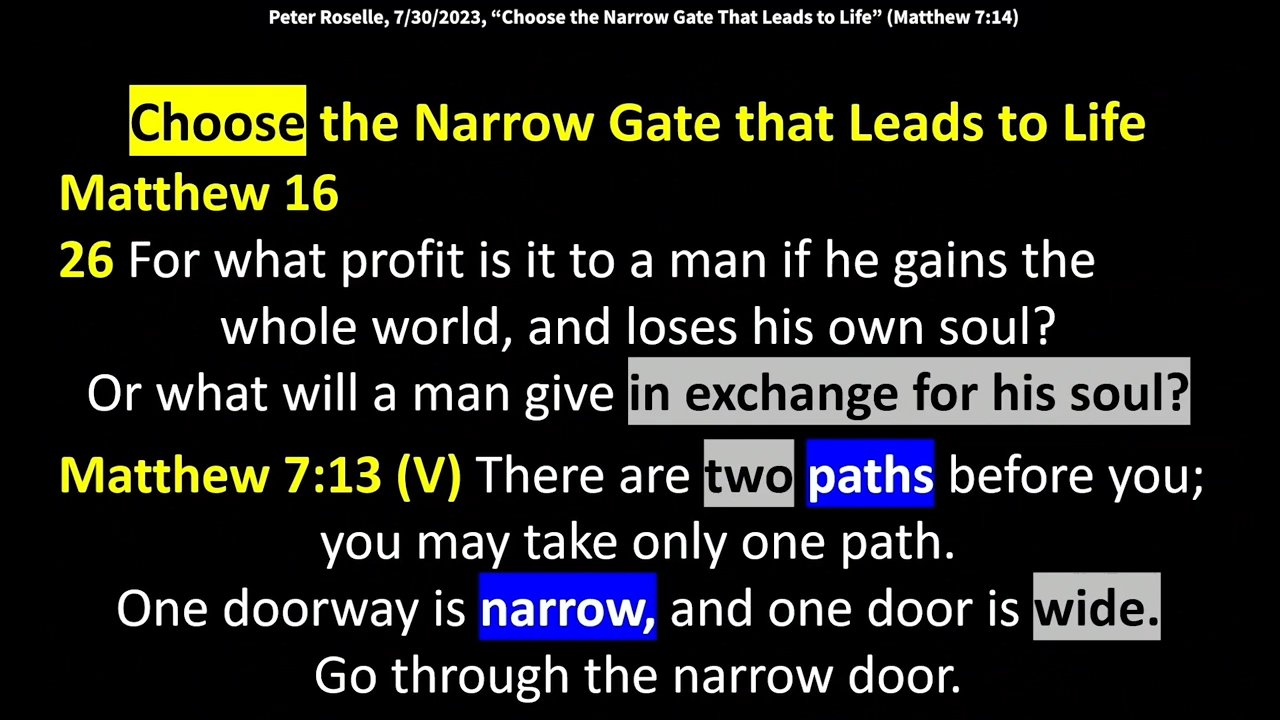 Peter Roselle, 7/30/2023, “Choose the Narrow Gate That Leads to Life” (Matthew 7:14)
Choose the Narrow Gate that Leads to Life
Matthew 16
26 For what profit is it to a man if he gains the
whole world, and loses his own soul?
Or what will a man give in exchange for his soul?
Matthew 7:13 (V) There are two paths before you;
you may take only one path.
One doorway is narrow, and one door is wide.
Go through the narrow door.